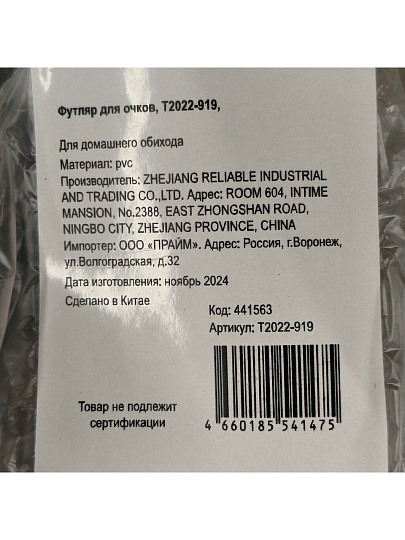 Футляр для очков, T2022-919,
Для домашнего обихода
Материал: pvc
Производитель: ZHEJIANG RELIABLE INDUSTRIAL
AND TRADING CO.,LTD. Адрес: ROOM 604, INTIME
MANSION, No.2388, EAST ZHONGSHAN ROAD,
NINGBO CITY, ZHEJIANG PROVINCE, CHINA
Импортер: ООО «ПРАЙМ». Адрес: Россия, г.Воронеж,
ул.Волгоградская, д.32
Дата изготовления: ноябрь 2024
Сделано в Китае
Код: 441563
Артикул: T2022-919
Товар не подлежит
сертификации
4 660185 541475